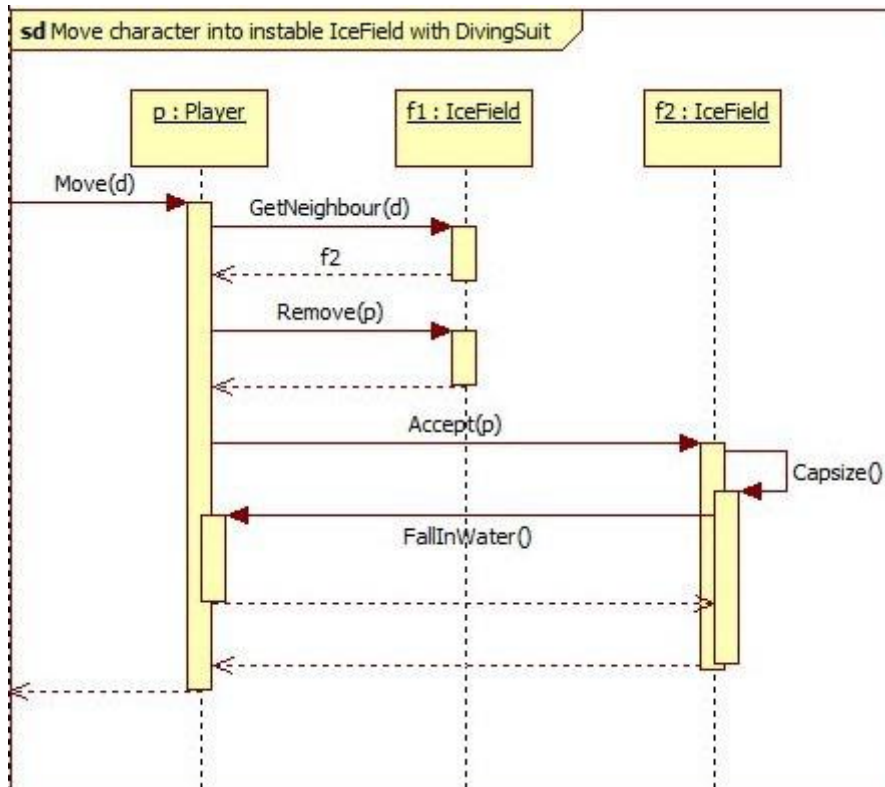 sd Move character into instable IceField with DivingSuit
p : Player
f1 : IceField
f2 : IceField
Move(d)
GetNeighbour(d)
f2
Remove(p)
Accept(p)
Capsize()
FallInWater()